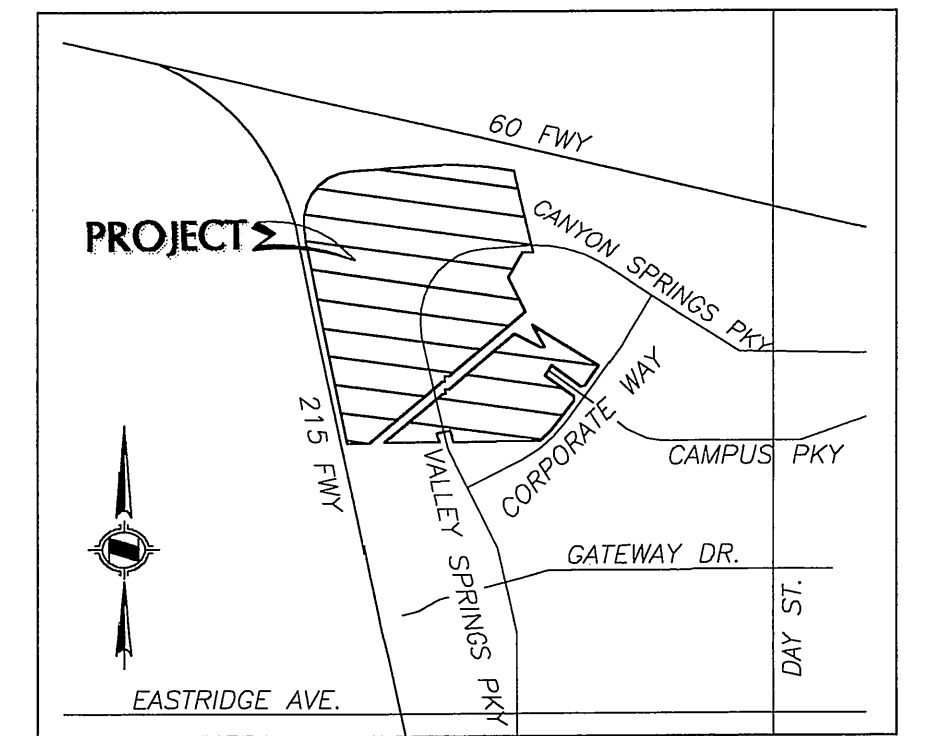 60 FWY
PROJECT
CANYON SPRINGS PKY
215 FWY
CORPORATE WAY
CAMPUS PKY
VALLEY SPRINGS PKY
GATEWAY DR.
DAY ST.
EASTRIDGE AVE.